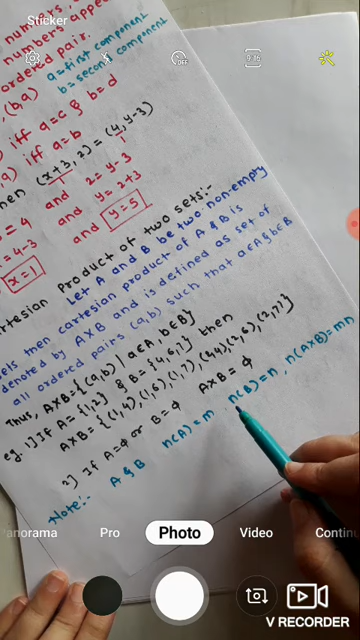 Sticker
numbers.
numbers appea
ordered pair.
a=first component
b=second component
(b,a)
iff a=c & b=d
iff a=b
(x+3, 2) = (4, y-3)
= 4 and 2 = y-3
= 4-3 and y = 2+3
x=1 and y=5
artesian Product of two sets:-
Let A and B be two non-empty
sets then cartesian product of A & B is
denoted by A×B and is defined as set of
all ordered pairs (a,b) such that a∈A & b∈B
Thus, A×B={(a,b) | a∈A, b∈B}
eg. 1] If A={1,2} & B={4,6,7} then
A×B = {(1,4),(1,6),(1,7),(2,4),(2,6),(2,7)}
2] If A=ϕ or B=ϕ A×B = ϕ
Note:- A & B n(A)=m n(B)=n, n(A×B)=mn
Panorama Pro Photo Video Contin
V RECORDER